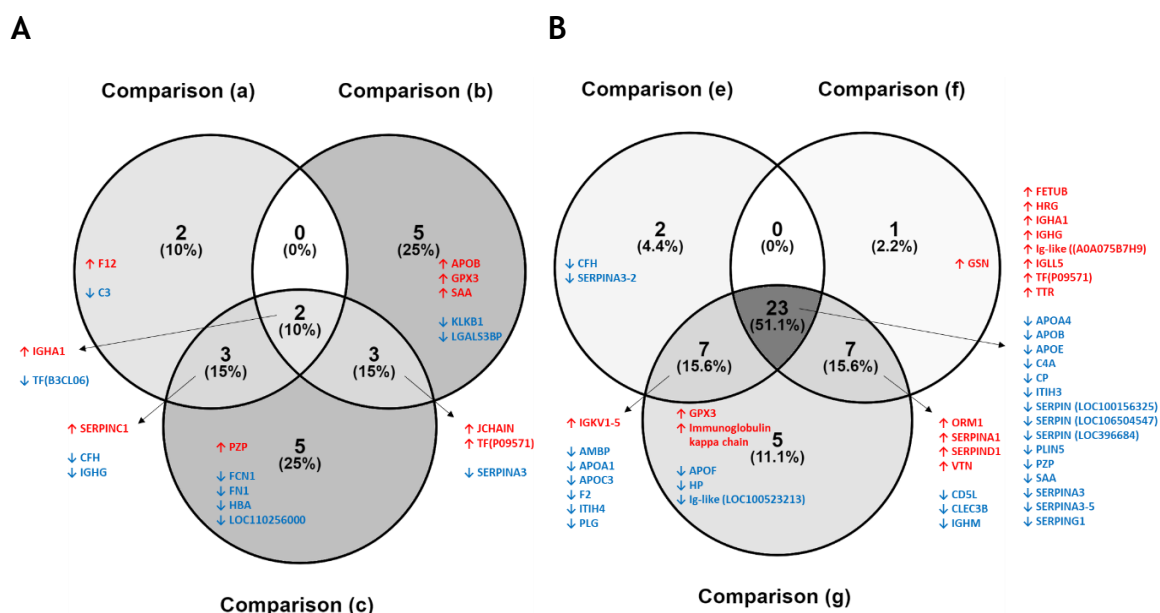 A
B
Comparison (a)
Comparison (b)
2
(10%)
0
(0%)
5
(25%)
↑ F12
↓ C3
↑ APOB
↑ GPX3
↑ SAA
↓ KLKB1
↓ LGALS3BP
2
(10%)
↑ IGHA1
↓ TF(B3CL06)
3
(15%)
3
(15%)
↑ SERPINC1
↓ CFH
↓ IGHG
↑ PZP
↓ FCN1
↓ FN1
↓ HBA
↓ LOC110256000
5
(25%)
↑ JCHAIN
↑ TF(P09571)
↓ SERPINA3
Comparison (c)
Comparison (e)
Comparison (f)
2
(4.4%)
0
(0%)
1
(2.2%)
↓ CFH
↓ SERPINA3-2
↑ GSN
23
(51.1%)
7
(15.6%)
7
(15.6%)
↑ IGKV1-5
↓ AMBP
↓ APOA1
↓ APOC3
↓ F2
↓ ITIH4
↓ PLG
↑ GPX3
↑ Immunoglobulin
kappa chain
↓ APOF
↓ HP
↓ Ig-like (LOC100523213)
5
(11.1%)
↑ ORM1
↑ SERPINA1
↑ SERPIND1
↑ VTN
↓ CD5L
↓ CLEC3B
↓ IGHM
↑ FETUB
↑ HRG
↑ IGHA1
↑ IGHG
↑ Ig-like ((A0A075B7H9)
↑ IGLL5
↑ TF(P09571)
↑ TTR
↓ APOA4
↓ APOB
↓ APOE
↓ C4A
↓ CP
↓ ITIH3
↓ SERPIN (LOC100156325)
↓ SERPIN (LOC106504547)
↓ SERPIN (LOC396684)
↓ PLIN5
↓ PZP
↓ SAA
↓ SERPINA3
↓ SERPINA3-5
↓ SERPING1
Comparison (g)